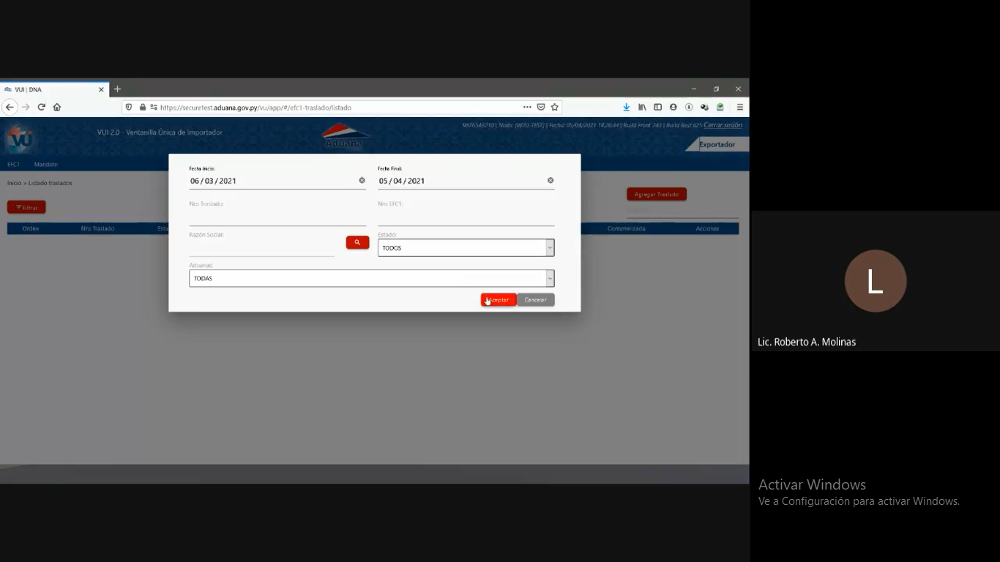 VUI | DNA
https://securetest.aduana.gov.py/vu/app/#/efc1-traslado/listado
VUI 2.0 - Ventanilla Única de Importador
Aduana
9876543210 | Nodo: [W20-TEST] | Fecha: 05/04/2021 14:26:44 | Build Front 243 | Build Rest 625 Cerrar sesión
Exportador
EFC1 Mandato
Inicio > Listado traslados
Filtrar
Agregar Traslado
Orden Nro Traslado Esta Contenerizada Acciones
Fecha Inicio: Fecha Final:
06 / 03 / 2021 05 / 04 / 2021
Nro Traslado: Nro EFC1:
Razón Social: Estado:
TODOS
Aduanas:
TODAS
Aceptar Cancelar
L
Lic. Roberto A. Molinas
Activar Windows
Ve a Configuración para activar Windows.